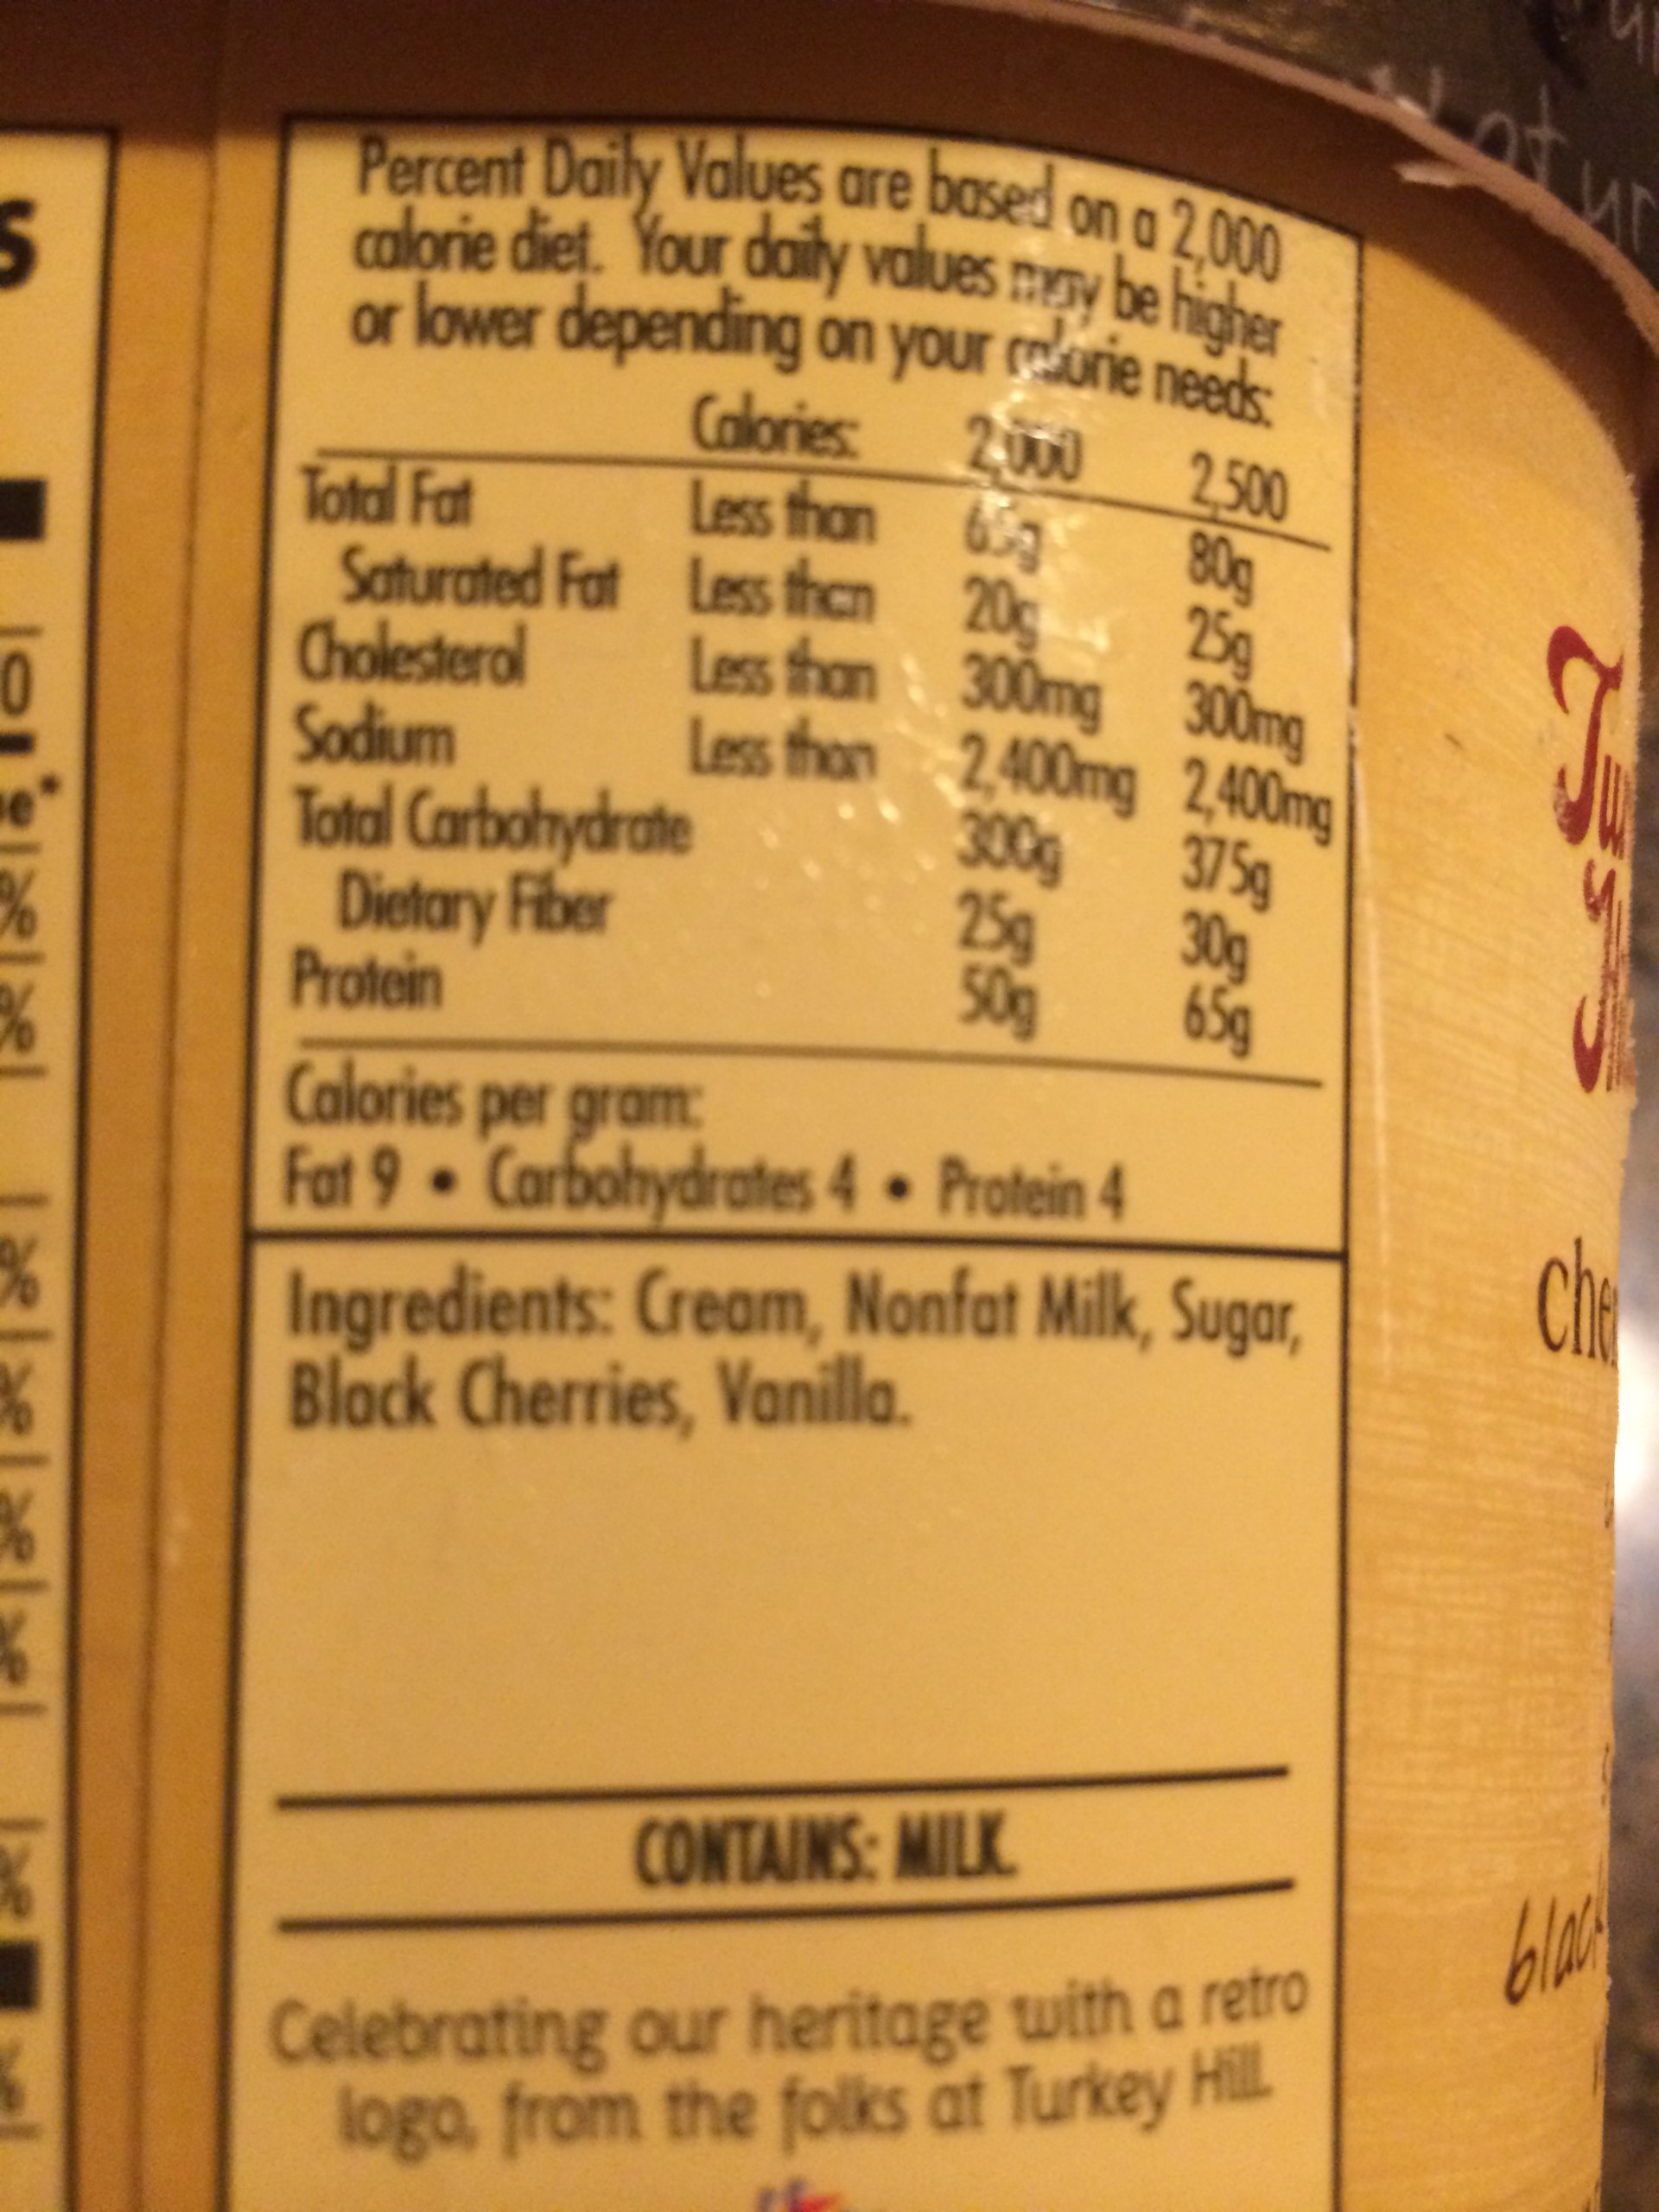 Percent Daily Values are based on a 2,000
calorie diet. Your daily values may be higher
or lower depending on your calorie needs:
Calories: 2,000 2,500
Total Fat Less than 65g 80g
Saturated Fat Less than 20g 25g
Cholesterol Less than 300mg 300mg
Sodium Less than 2,400mg 2,400mg
Total Carbohydrate 300g 375g
Dietary Fiber 25g 30g
Protein 50g 65g
Calories per gram:
Fat 9 • Carbohydrates 4 • Protein 4
Ingredients: Cream, Nonfat Milk, Sugar,
Black Cherries, Vanilla.
CONTAINS: MILK.
Celebrating our heritage with a retro
logo, from the folks at Turkey Hill.